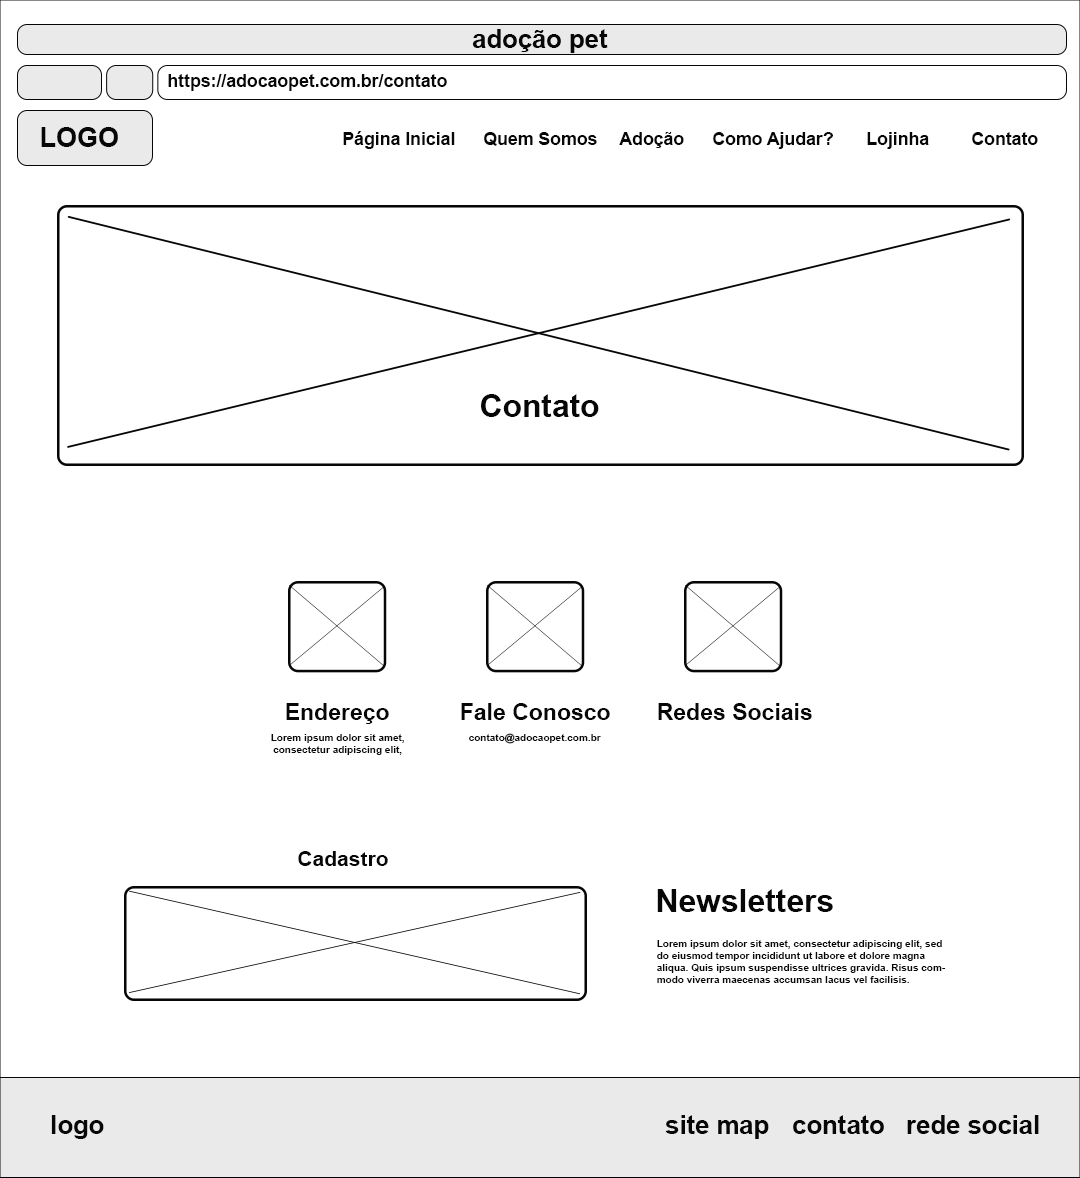 adoção pet
https://adocaopet.com.br/contato
LOGO
Página Inicial Quem Somos Adoção Como Ajudar? Lojinha Contato
Contato
Endereço
Lorem ipsum dolor sit amet,
consectetur adipiscing elit,
Fale Conosco
contato@adocaopet.com.br
Redes Sociais
Cadastro
Newsletters
Lorem ipsum dolor sit amet, consectetur adipiscing elit, sed
do eiusmod tempor incididunt ut labore et dolore magna
aliqua. Quis ipsum suspendisse ultrices gravida. Risus com-
modo viverra maecenas accumsan lacus vel facilisis.
logo
site map contato rede social